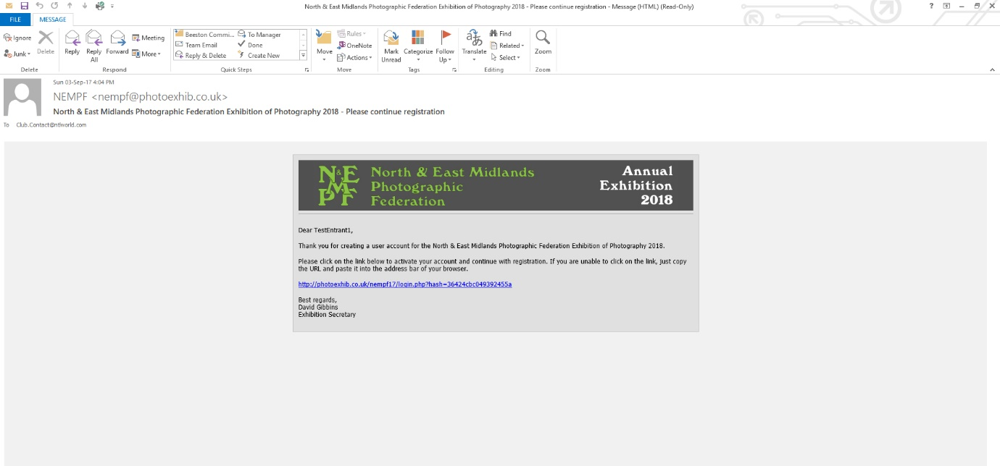 North & East Midlands Photographic Federation Exhibition of Photography 2018 - Please continue registration - Message (HTML) (Read-Only)
?
FILE MESSAGE
Ignore
Junk
Delete
Reply
Reply All
Forward
Meeting
More
Beeston Commi...
Team Email
Reply & Delete
To Manager
Done
Create New
Move
Rules
OneNote
Actions
Mark Unread
Categorize
Follow Up
Translate
Find
Related
Select
Zoom
Delete Respond Quick Steps Move Tags Editing Zoom
Sun 03-Sep-17 4:04 PM
NEMPF <nempf@photoexhib.co.uk>
North & East Midlands Photographic Federation Exhibition of Photography 2018 - Please continue registration
To Club.Contact@ntlworld.com
N&EMPF
North & East Midlands
Photographic
Federation
Annual
Exhibition
2018
Dear TestEntrant1,
Thank you for creating a user account for the North & East Midlands Photographic Federation Exhibition of Photography 2018.
Please click on the link below to activate your account and continue with registration. If you are unable to click on the link, just copy
the URL and paste it into the address bar of your browser.
http://photoexhib.co.uk/nempf17/login.php?hash=36424cbc049392455a
Best regards,
David Gibbins
Exhibition Secretary